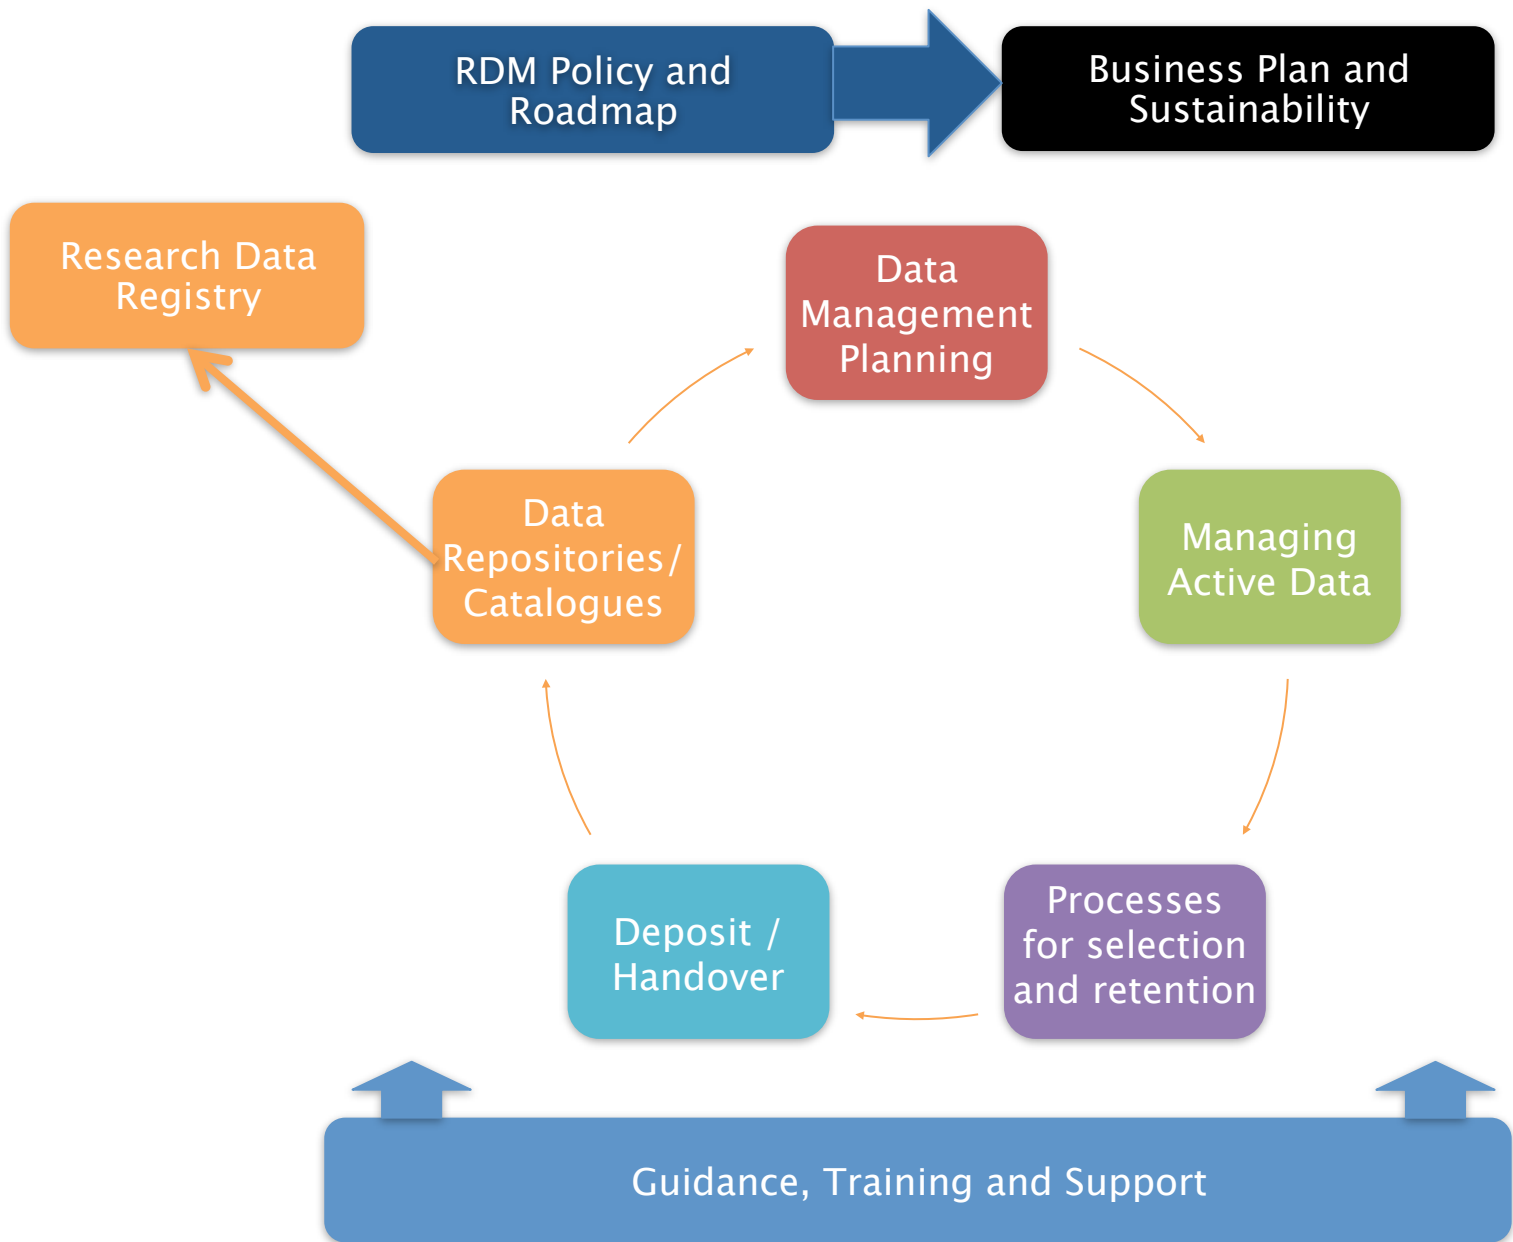 RDM Policy and
Roadmap
Business Plan and
Sustainability
Research Data
Registry
Data
Management
Planning
Managing
Active Data
Processes
for selection
and retention
Deposit /
Handover
Data
Repositories/
Catalogues
Guidance, Training and Support